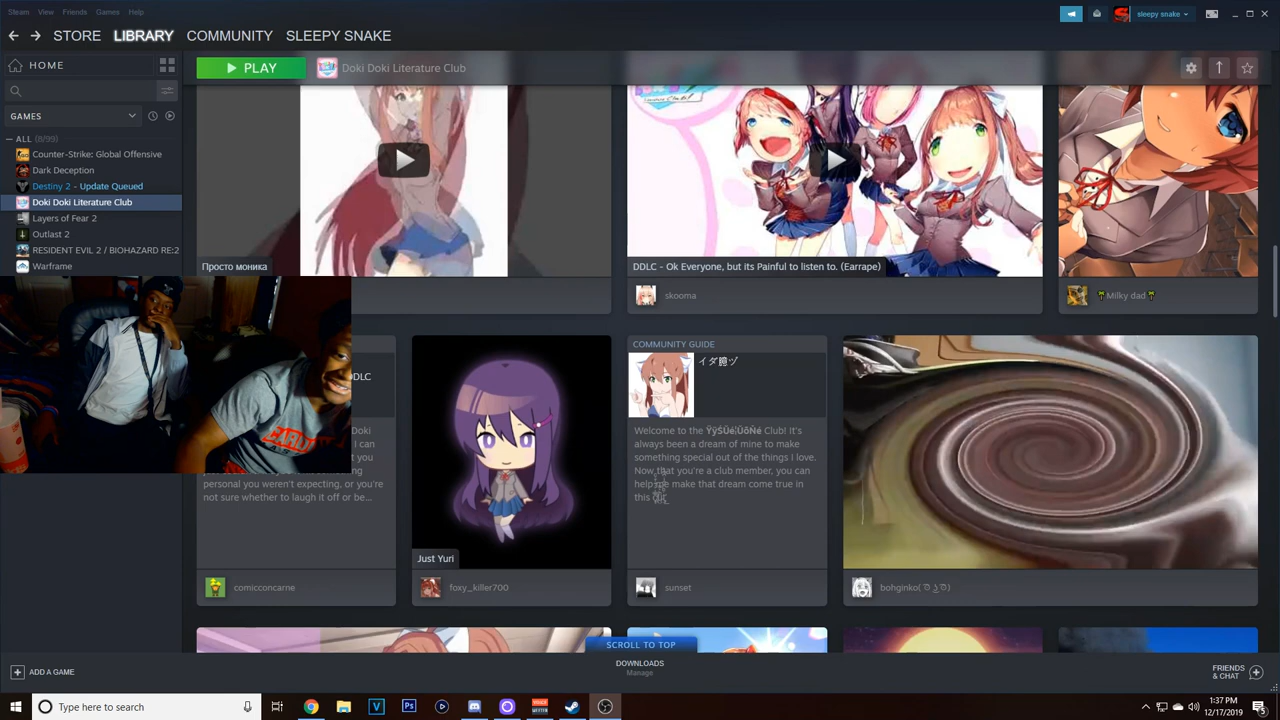 Steam View Friends Games Help
sleepy snake
STORE LIBRARY COMMUNITY SLEEPY SNAKE
HOME
PLAY
Doki Doki Literature Club
GAMES
ALL (8/99)
Counter-Strike: Global Offensive
Dark Deception
Destiny 2 - Update Queued
Doki Doki Literature Club
Layers of Fear 2
Outlast 2
RESIDENT EVIL 2 / BIOHAZARD RE:2
Warframe
Просто моника
DDLC - Ok Everyone, but its Painful to listen to. (Earrape)
skooma
Milky dad
DDLC
Doki
I can
you
personal you weren't expecting, or you're
not sure whether to laugh it off or be...
comicconcarne
Just Yuri
foxy_killer700
COMMUNITY GUIDE
Welcome to the Club! It's
always been a dream of mine to make
something special out of the things I love.
Now that you're a club member, you can
help me make that dream come true in
this
sunset
bohginko
SCROLL TO TOP
ADD A GAME
DOWNLOADS
Manage
FRIENDS
& CHAT
Type here to search
1:37 PM
12/17/2019